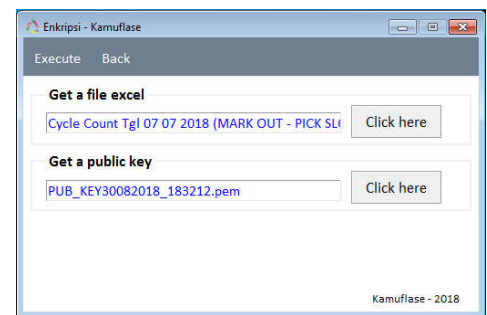 Enkripsi - Kamuflase
Execute Back
Get a file excel
Cycle Count Tgl 07 07 2018 (MARK OUT - PICK
Click here
Get a public key
PUB_KEY30082018_183212.pem
Click here
Kamuflase - 2018